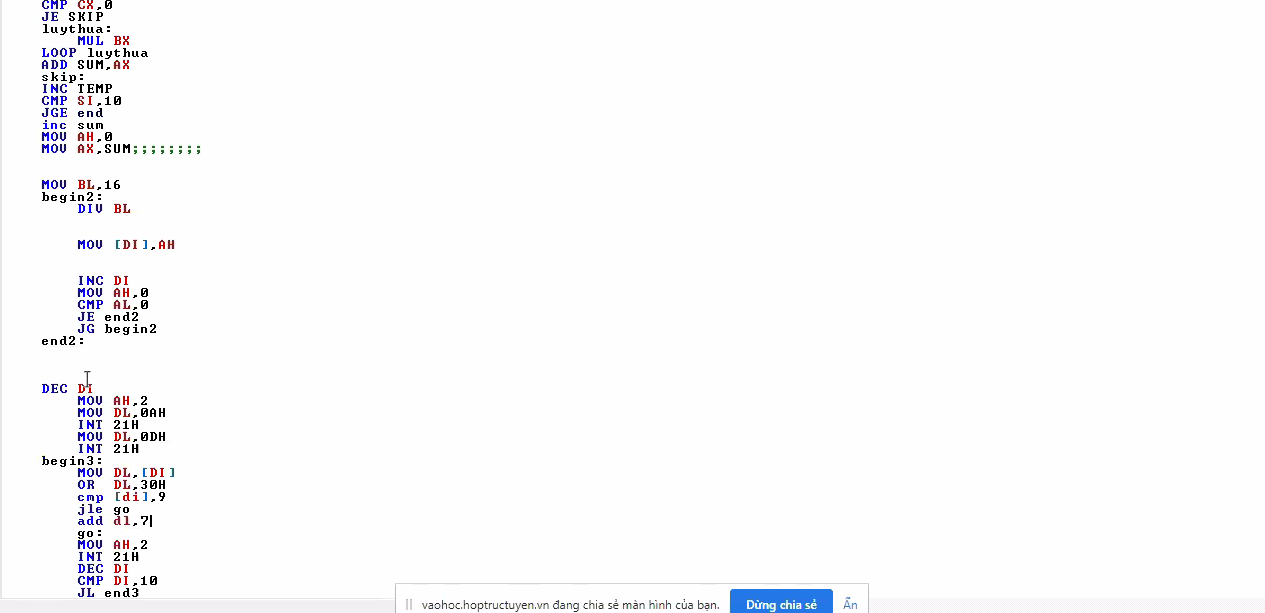 CMP CX,0
JE SKIP
luythua:
MUL BX
LOOP luythua
ADD SUM,AX
skip:
INC TEMP
CMP SI,10
JGE end
inc sum
MOV AH,0
MOV AX,SUM;;;;;;;;
MOV BL,16
begin2:
DIV BL
MOV [DI],AH
INC DI
MOV AH,0
CMP AL,0
JE end2
JG begin2
end2:
DEC DI
MOV AH,2
MOV DL,0AH
INT 21H
MOV DL,0DH
INT 21H
begin3:
MOV DL,[DI]
OR DL,30H
cmp [di],9
jle go
add dl,7
go:
MOV AH,2
INT 21H
DEC DI
CMP DI,10
JL end3
vaohoc.hoptructuyen.vn đang chia sẻ màn hình của bạn. Dừng chia sẻ Ẩn